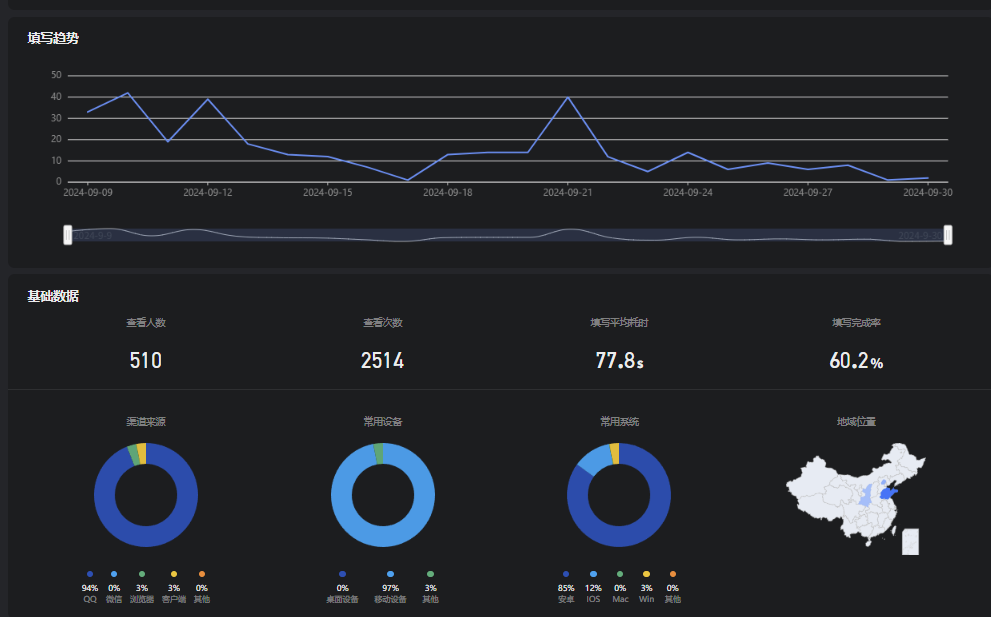 填写趋势
50
40
30
20
10
0
2024-09-09 2024-09-12 2024-09-15 2024-09-18 2024-09-21 2024-09-24 2024-09-27 2024-09-30
2024-9-9 2024-9-30
基础数据
查看人数 查看次数 填写平均耗时 填写完成率
510 2514 77.8s 60.2%
渠道来源 常用设备 常用系统 地域位置
94% 0% 3% 3% 0% 0% 97% 3% 85% 12% 0% 3% 0%
QQ 微信 浏览器 客户端 其他 桌面设备 移动设备 其他 安卓 iOS Mac Win 其他